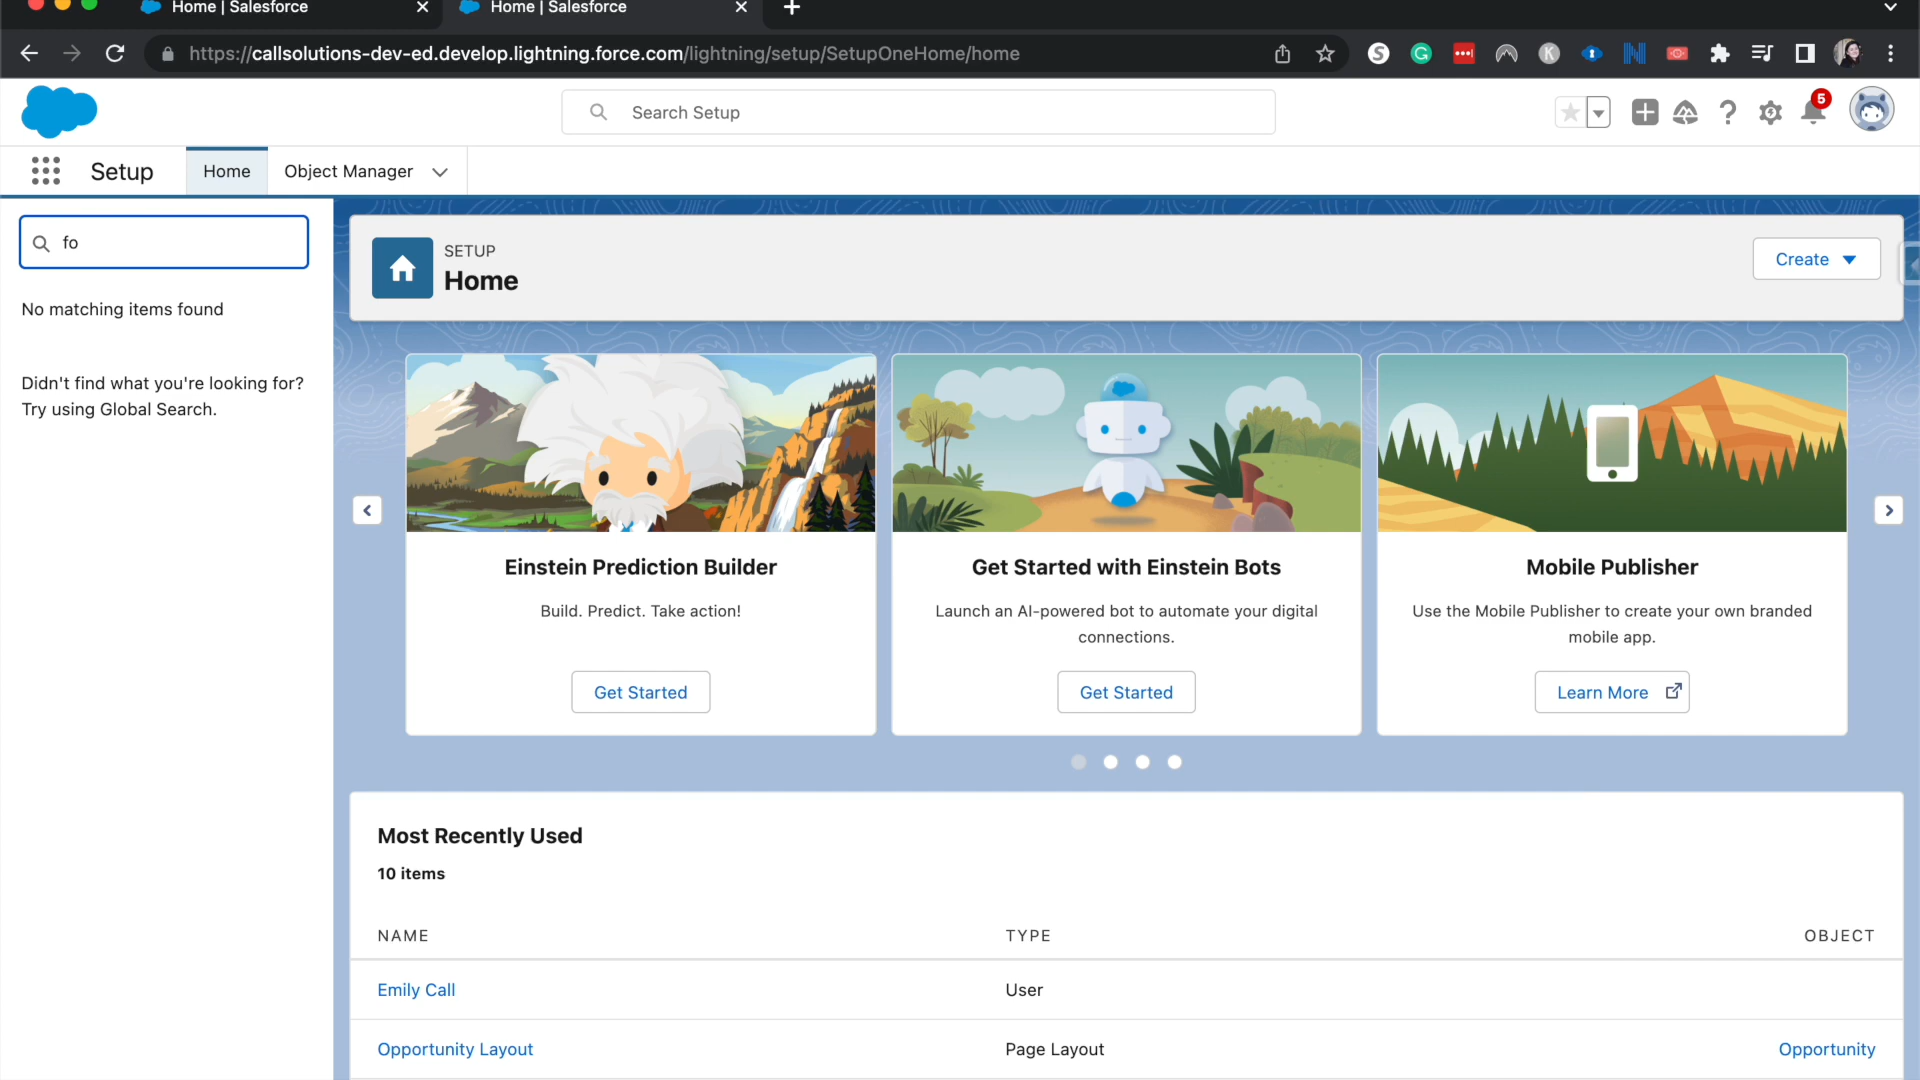 Home | Salesforce
Home | Salesforce
https://callsolutions-dev-ed.develop.lightning.force.com/lightning/setup/SetupOneHome/home
Search Setup
5
Setup
Home
Object Manager
fo
No matching items found
Didn't find what you're looking for?
Try using Global Search.
SETUP
Home
Create
Einstein Prediction Builder
Build. Predict. Take action!
Get Started
Get Started with Einstein Bots
Launch an AI-powered bot to automate your digital
connections.
Get Started
Mobile Publisher
Use the Mobile Publisher to create your own branded
mobile app.
Learn More
Most Recently Used
10 items
NAME TYPE OBJECT
Emily Call User
Opportunity Layout Page Layout Opportunity